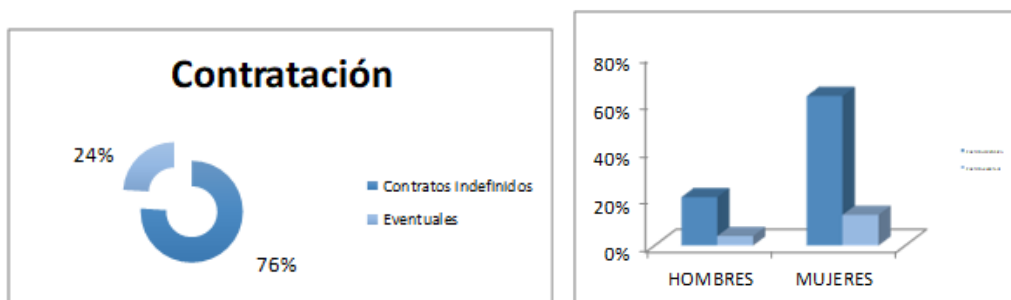 Contratación
24%
Contratos Indefinidos
Eventuales
76%
80%
60%
40%
20%
0%
HOMBRES MUJERES